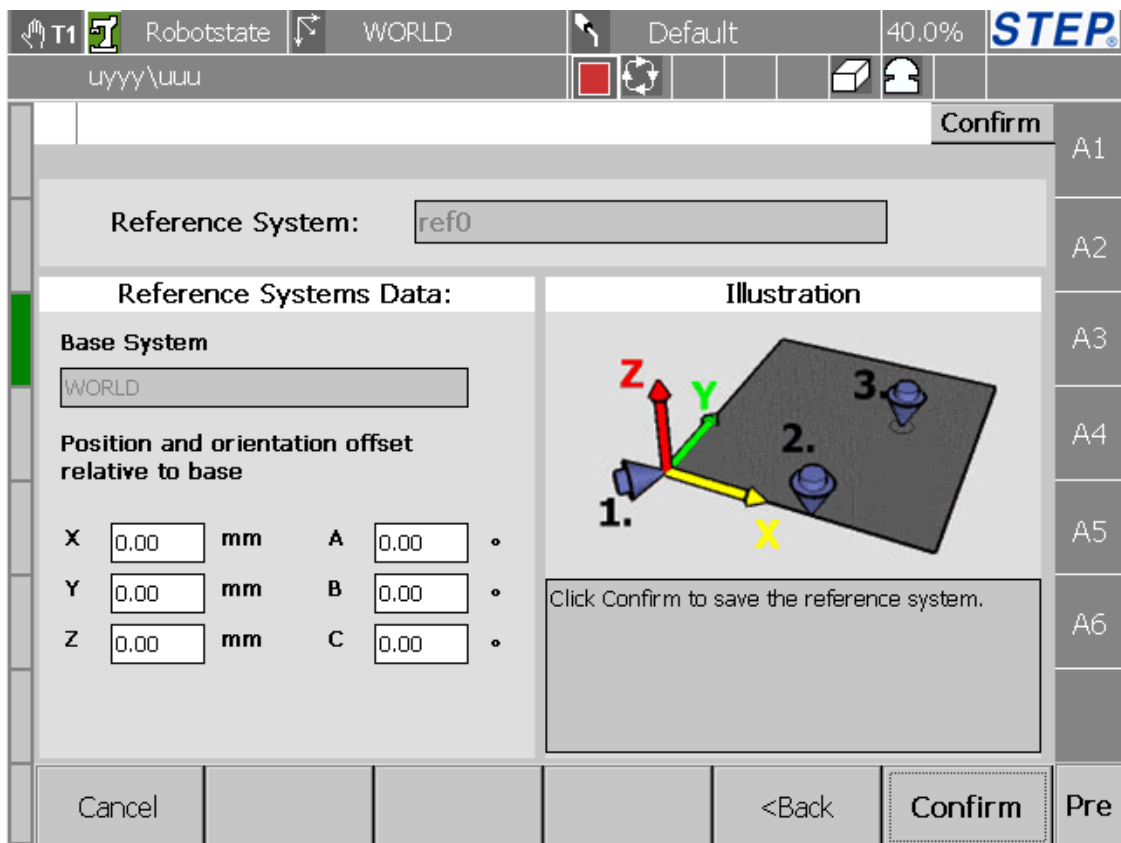 T1 Robotstate WORLD Default 40.0% STEP®
uyyy\uuu
Confirm
A1
Reference System: ref0
A2
Reference Systems Data:
Illustration
Base System
WORLD
A3
Position and orientation offset
relative to base
Z
Y
3.
2.
1.
X
A4
X 0.00 mm A 0.00 °
A5
Y 0.00 mm B 0.00 °
Z 0.00 mm C 0.00 °
Click Confirm to save the reference system.
A6
Cancel <Back Confirm Pre